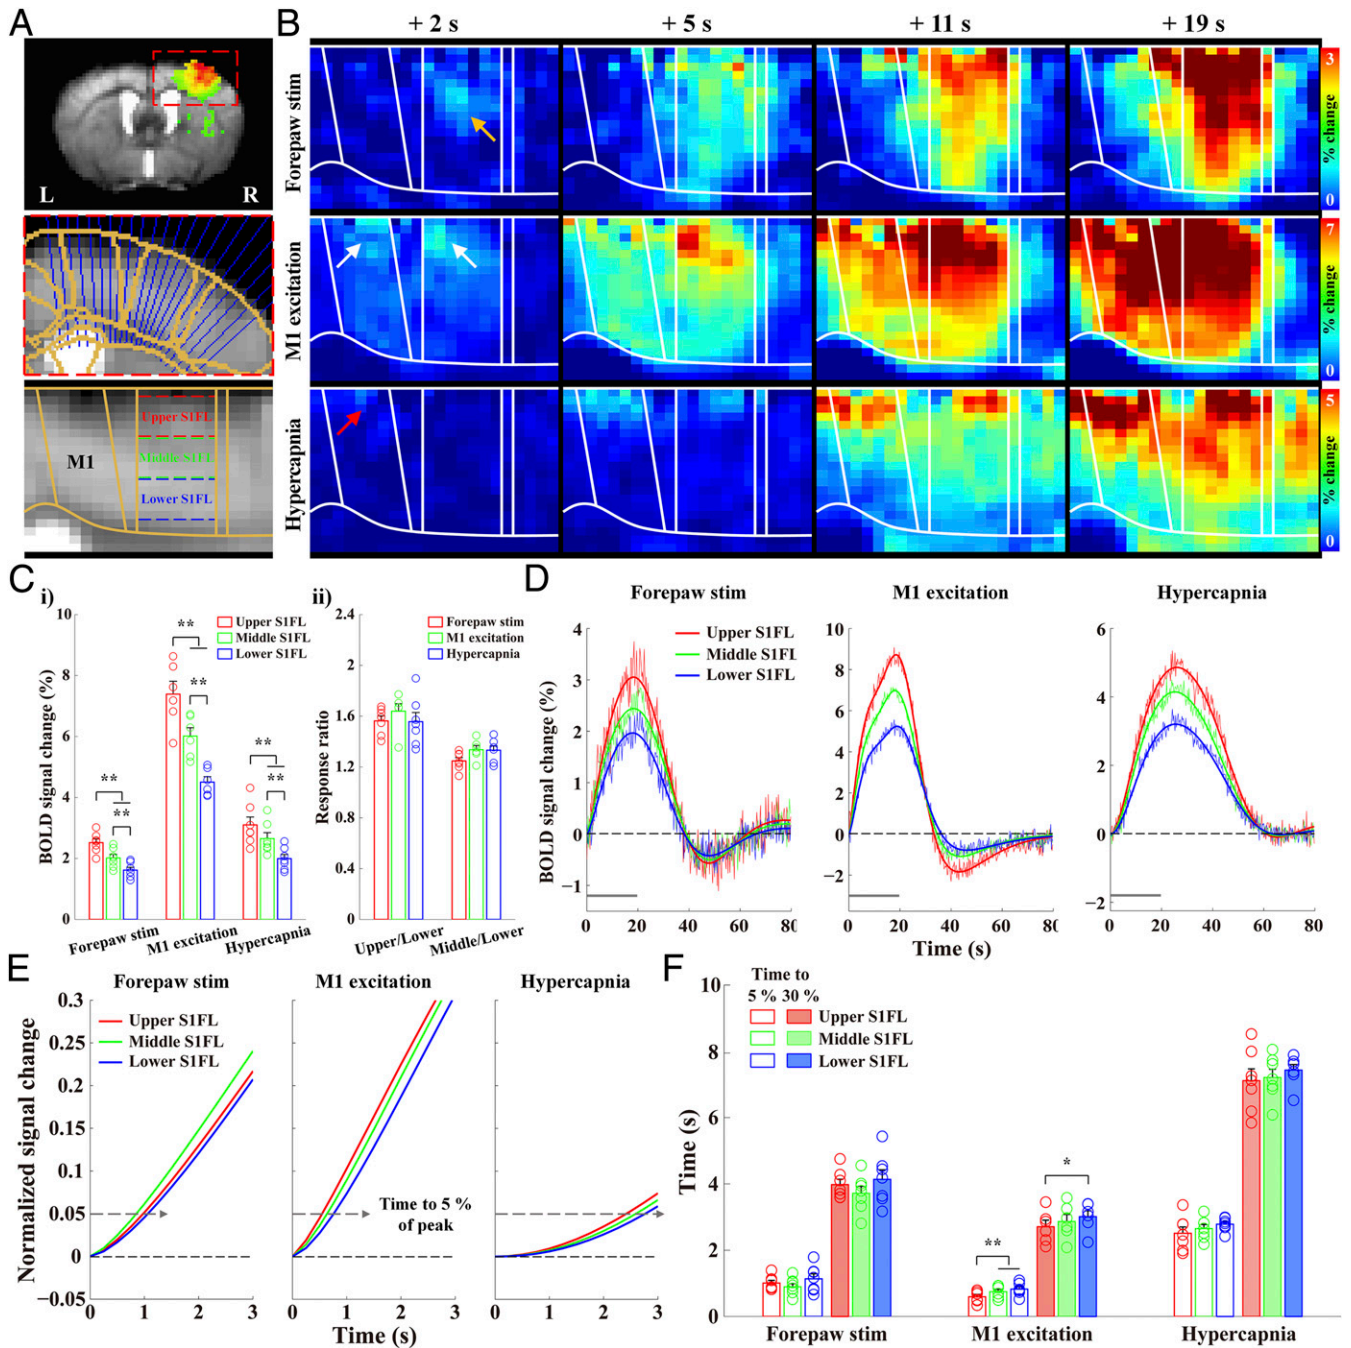 A
L
R
M1
Upper S1FL
Middle S1FL
Lower S1FL
B
+ 2 s
+ 5 s
+ 11 s
+ 19 s
Forepaw stim
3
% change
0
M1 excitation
7
% change
0
Hypercapnia
5
% change
0
C
i)
BOLD signal change (%)
10
8
6
4
2
0
Upper S1FL
Middle S1FL
Lower S1FL
**
**
**
**
**
**
Forepaw stim
M1 excitation
Hypercapnia
ii)
Response ratio
2.4
2
1.6
1.2
0.8
0.4
0
Forepaw stim
M1 excitation
Hypercapnia
Upper/Lower
Middle/Lower
D
Forepaw stim
M1 excitation
Hypercapnia
BOLD signal change (%)
4
3
2
1
0
−1
Upper S1FL
Middle S1FL
Lower S1FL
0 20 40 60 80
10
8
6
4
2
0
−2
0 20 40 60 80
6
4
2
0
−2
0 20 40 60 80
Time (s)
E
Forepaw stim
M1 excitation
Hypercapnia
Normalized signal change
0.3
0.25
0.2
0.15
0.1
0.05
0
−0.05
Upper S1FL
Middle S1FL
Lower S1FL
Time to 5 %
of peak
0 1 2 3
0 1 2 3
0 1 2 3
Time (s)
F
Time (s)
10
8
6
4
2
0
Time to
5 % 30 %
Upper S1FL
Middle S1FL
Lower S1FL
**
*
Forepaw stim
M1 excitation
Hypercapnia